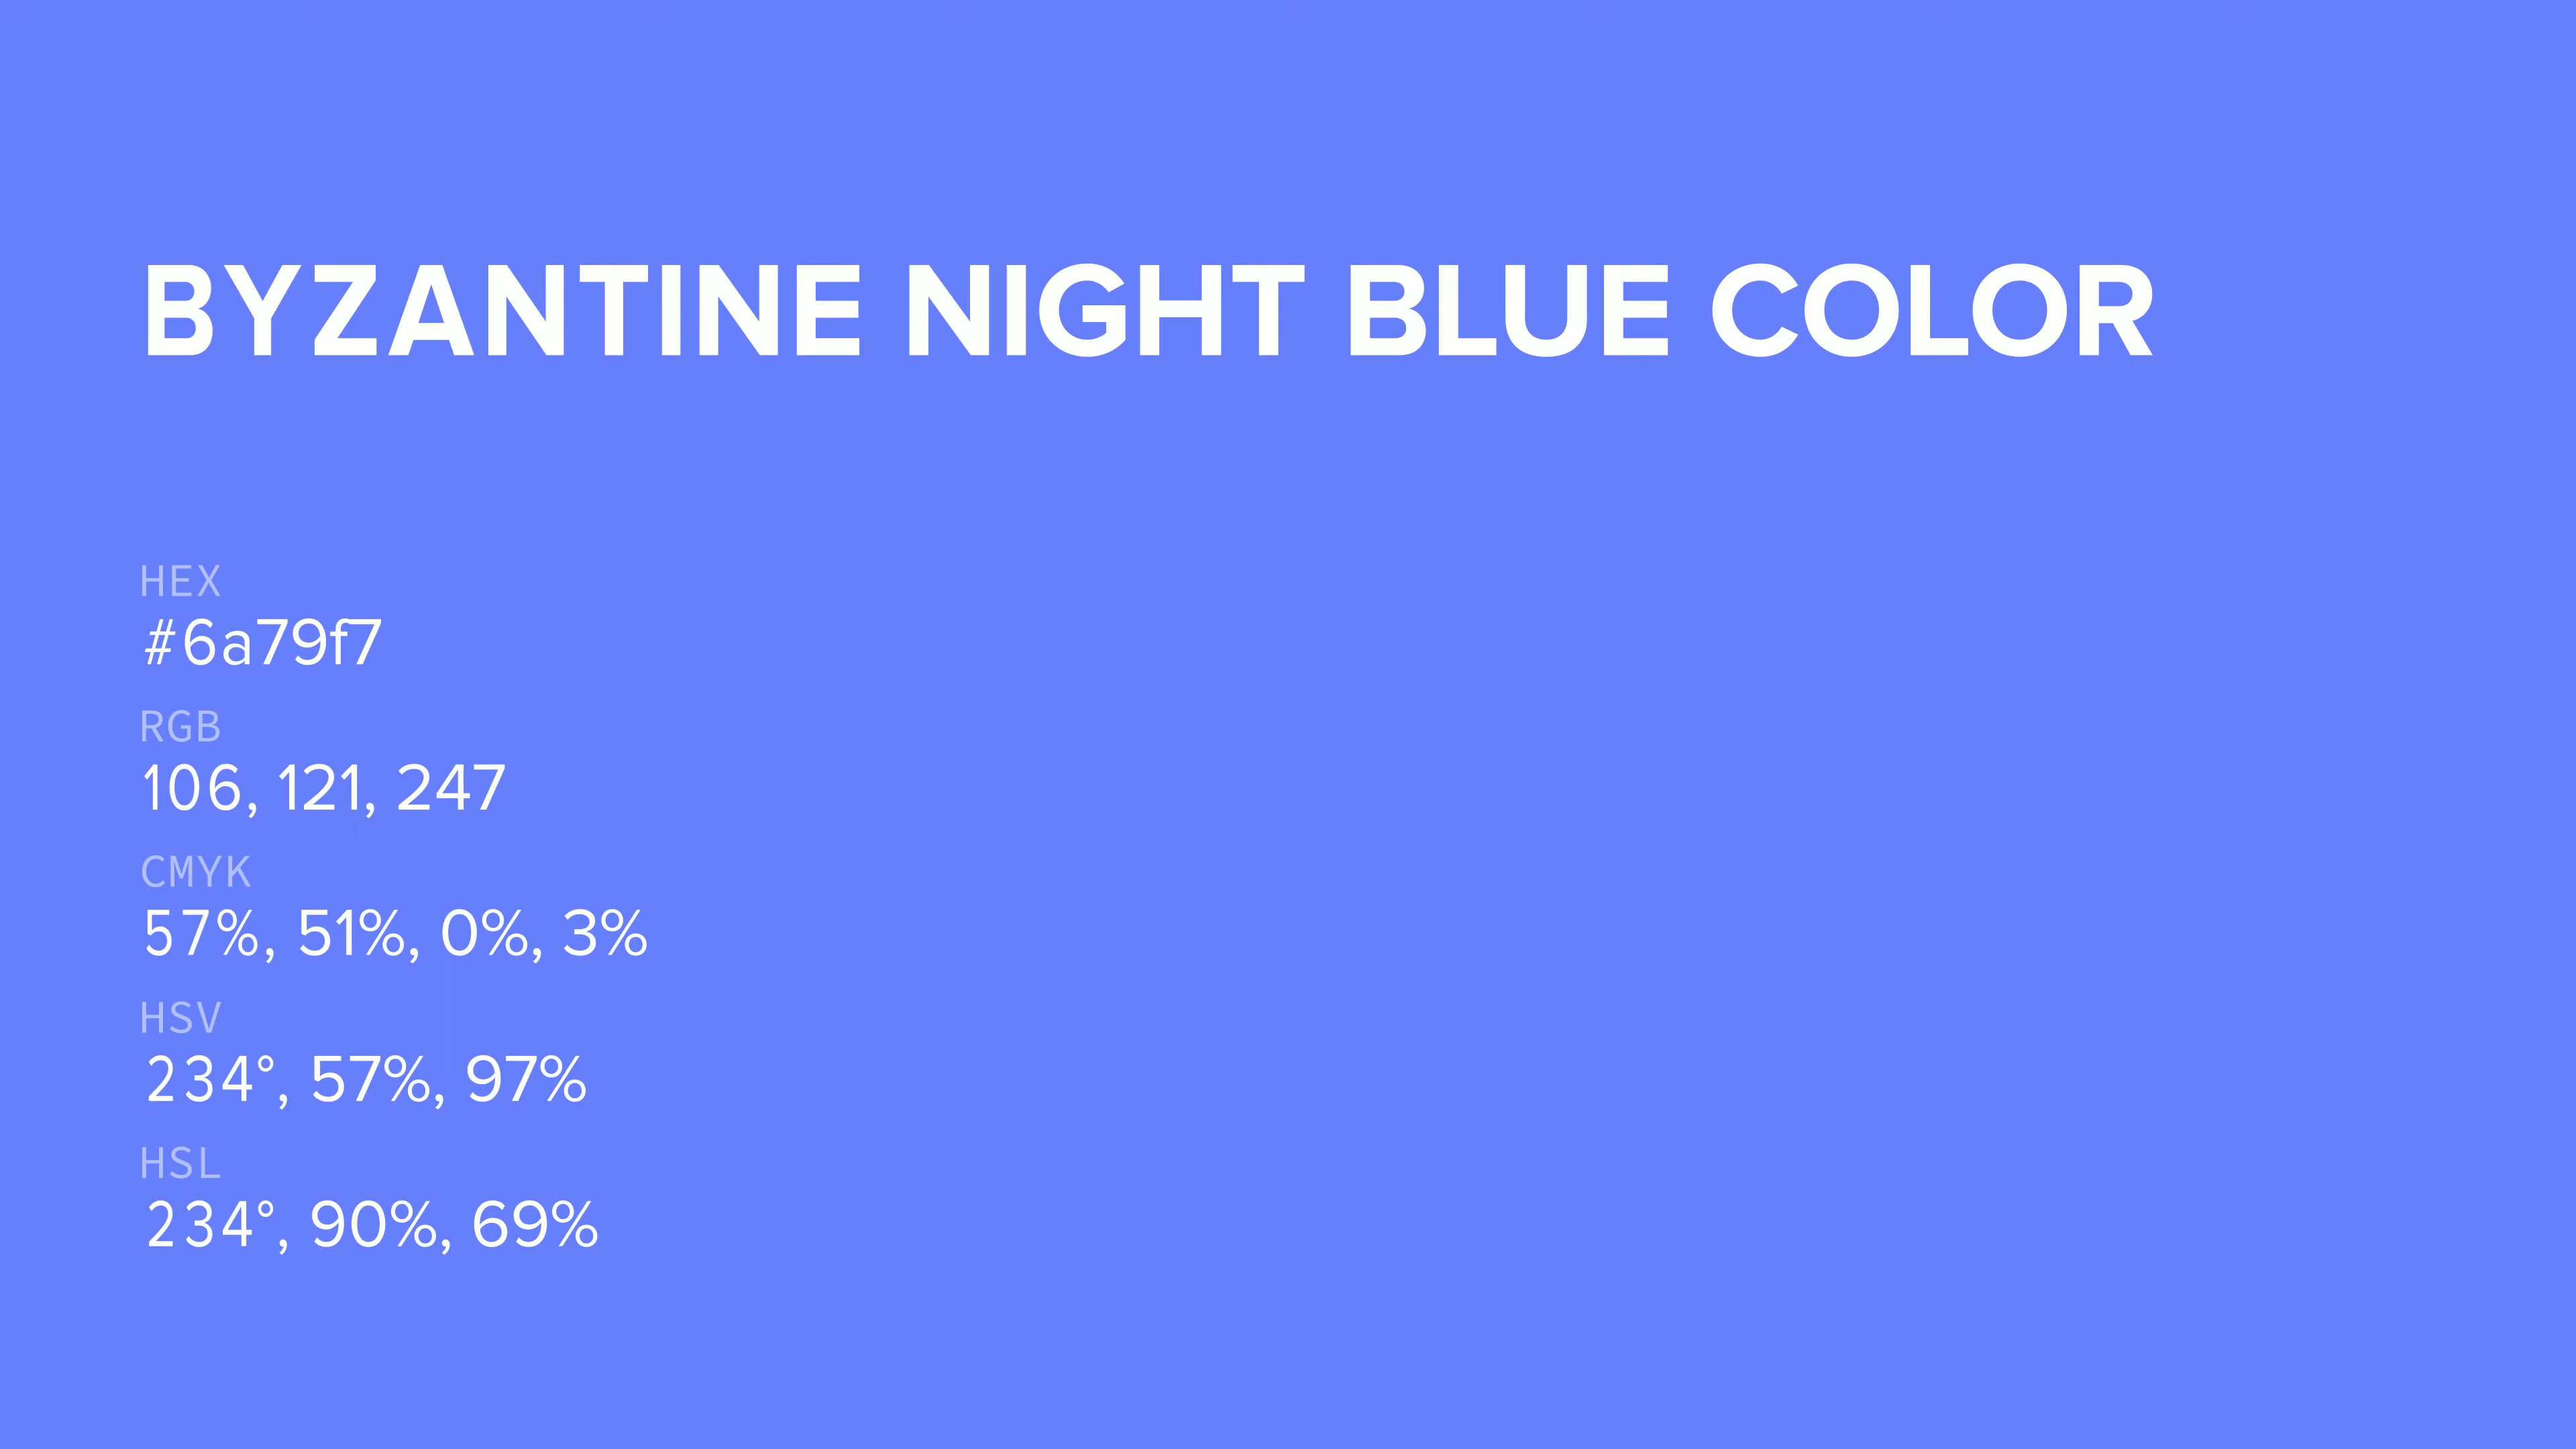 BYZANTINE NIGHT BLUE COLOR
HEX
#6a79f7
RGB
106, 121, 247
CMYK
57%, 51%, 0%, 3%
HSV
234°, 57%, 97%
HSL
234°, 90%, 69%